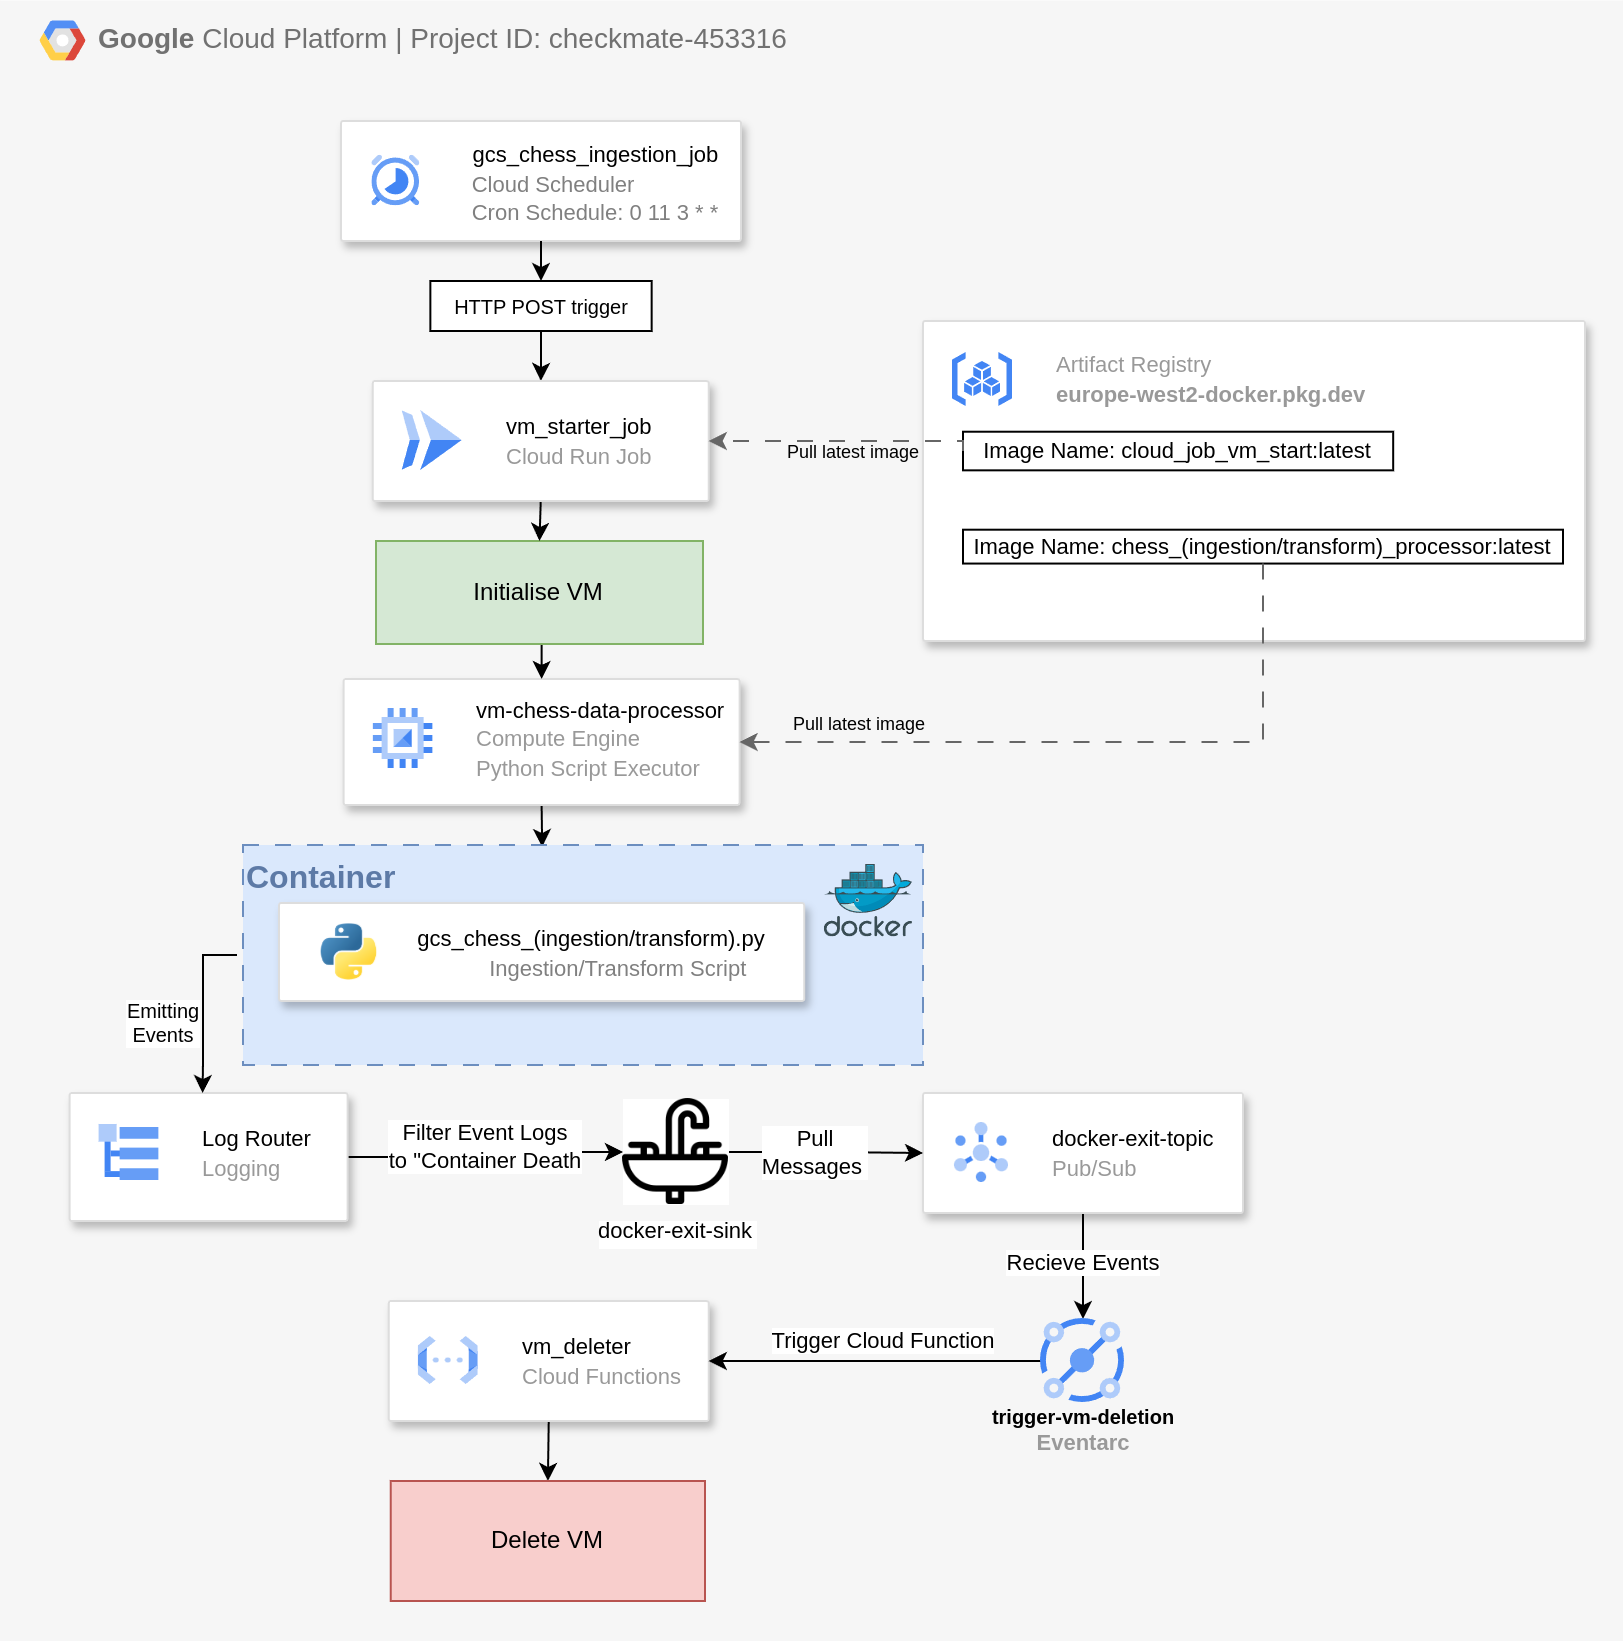 Google Cloud Platform | Project ID: checkmate-453316
gcs_chess_ingestion_job
Cloud Scheduler
Cron Schedule: 0 11 3 * *
HTTP POST trigger
Artifact Registry
europe-west2-docker.pkg.dev
vm_starter_job
Cloud Run Job
Pull latest image
Image Name: cloud_job_vm_start:latest
Image Name: chess_(ingestion/transform)_processor:latest
Initialise VM
vm-chess-data-processor
Compute Engine
Python Script Executor
Pull latest image
Container
docker
gcs_chess_(ingestion/transform).py
Ingestion/Transform Script
Emitting
Events
Log Router
Logging
Filter Event Logs
to "Container Death
docker-exit-sink
Pull
Messages
docker-exit-topic
Pub/Sub
Recieve Events
vm_deleter
Cloud Functions
Trigger Cloud Function
trigger-vm-deletion
Eventarc
Delete VM